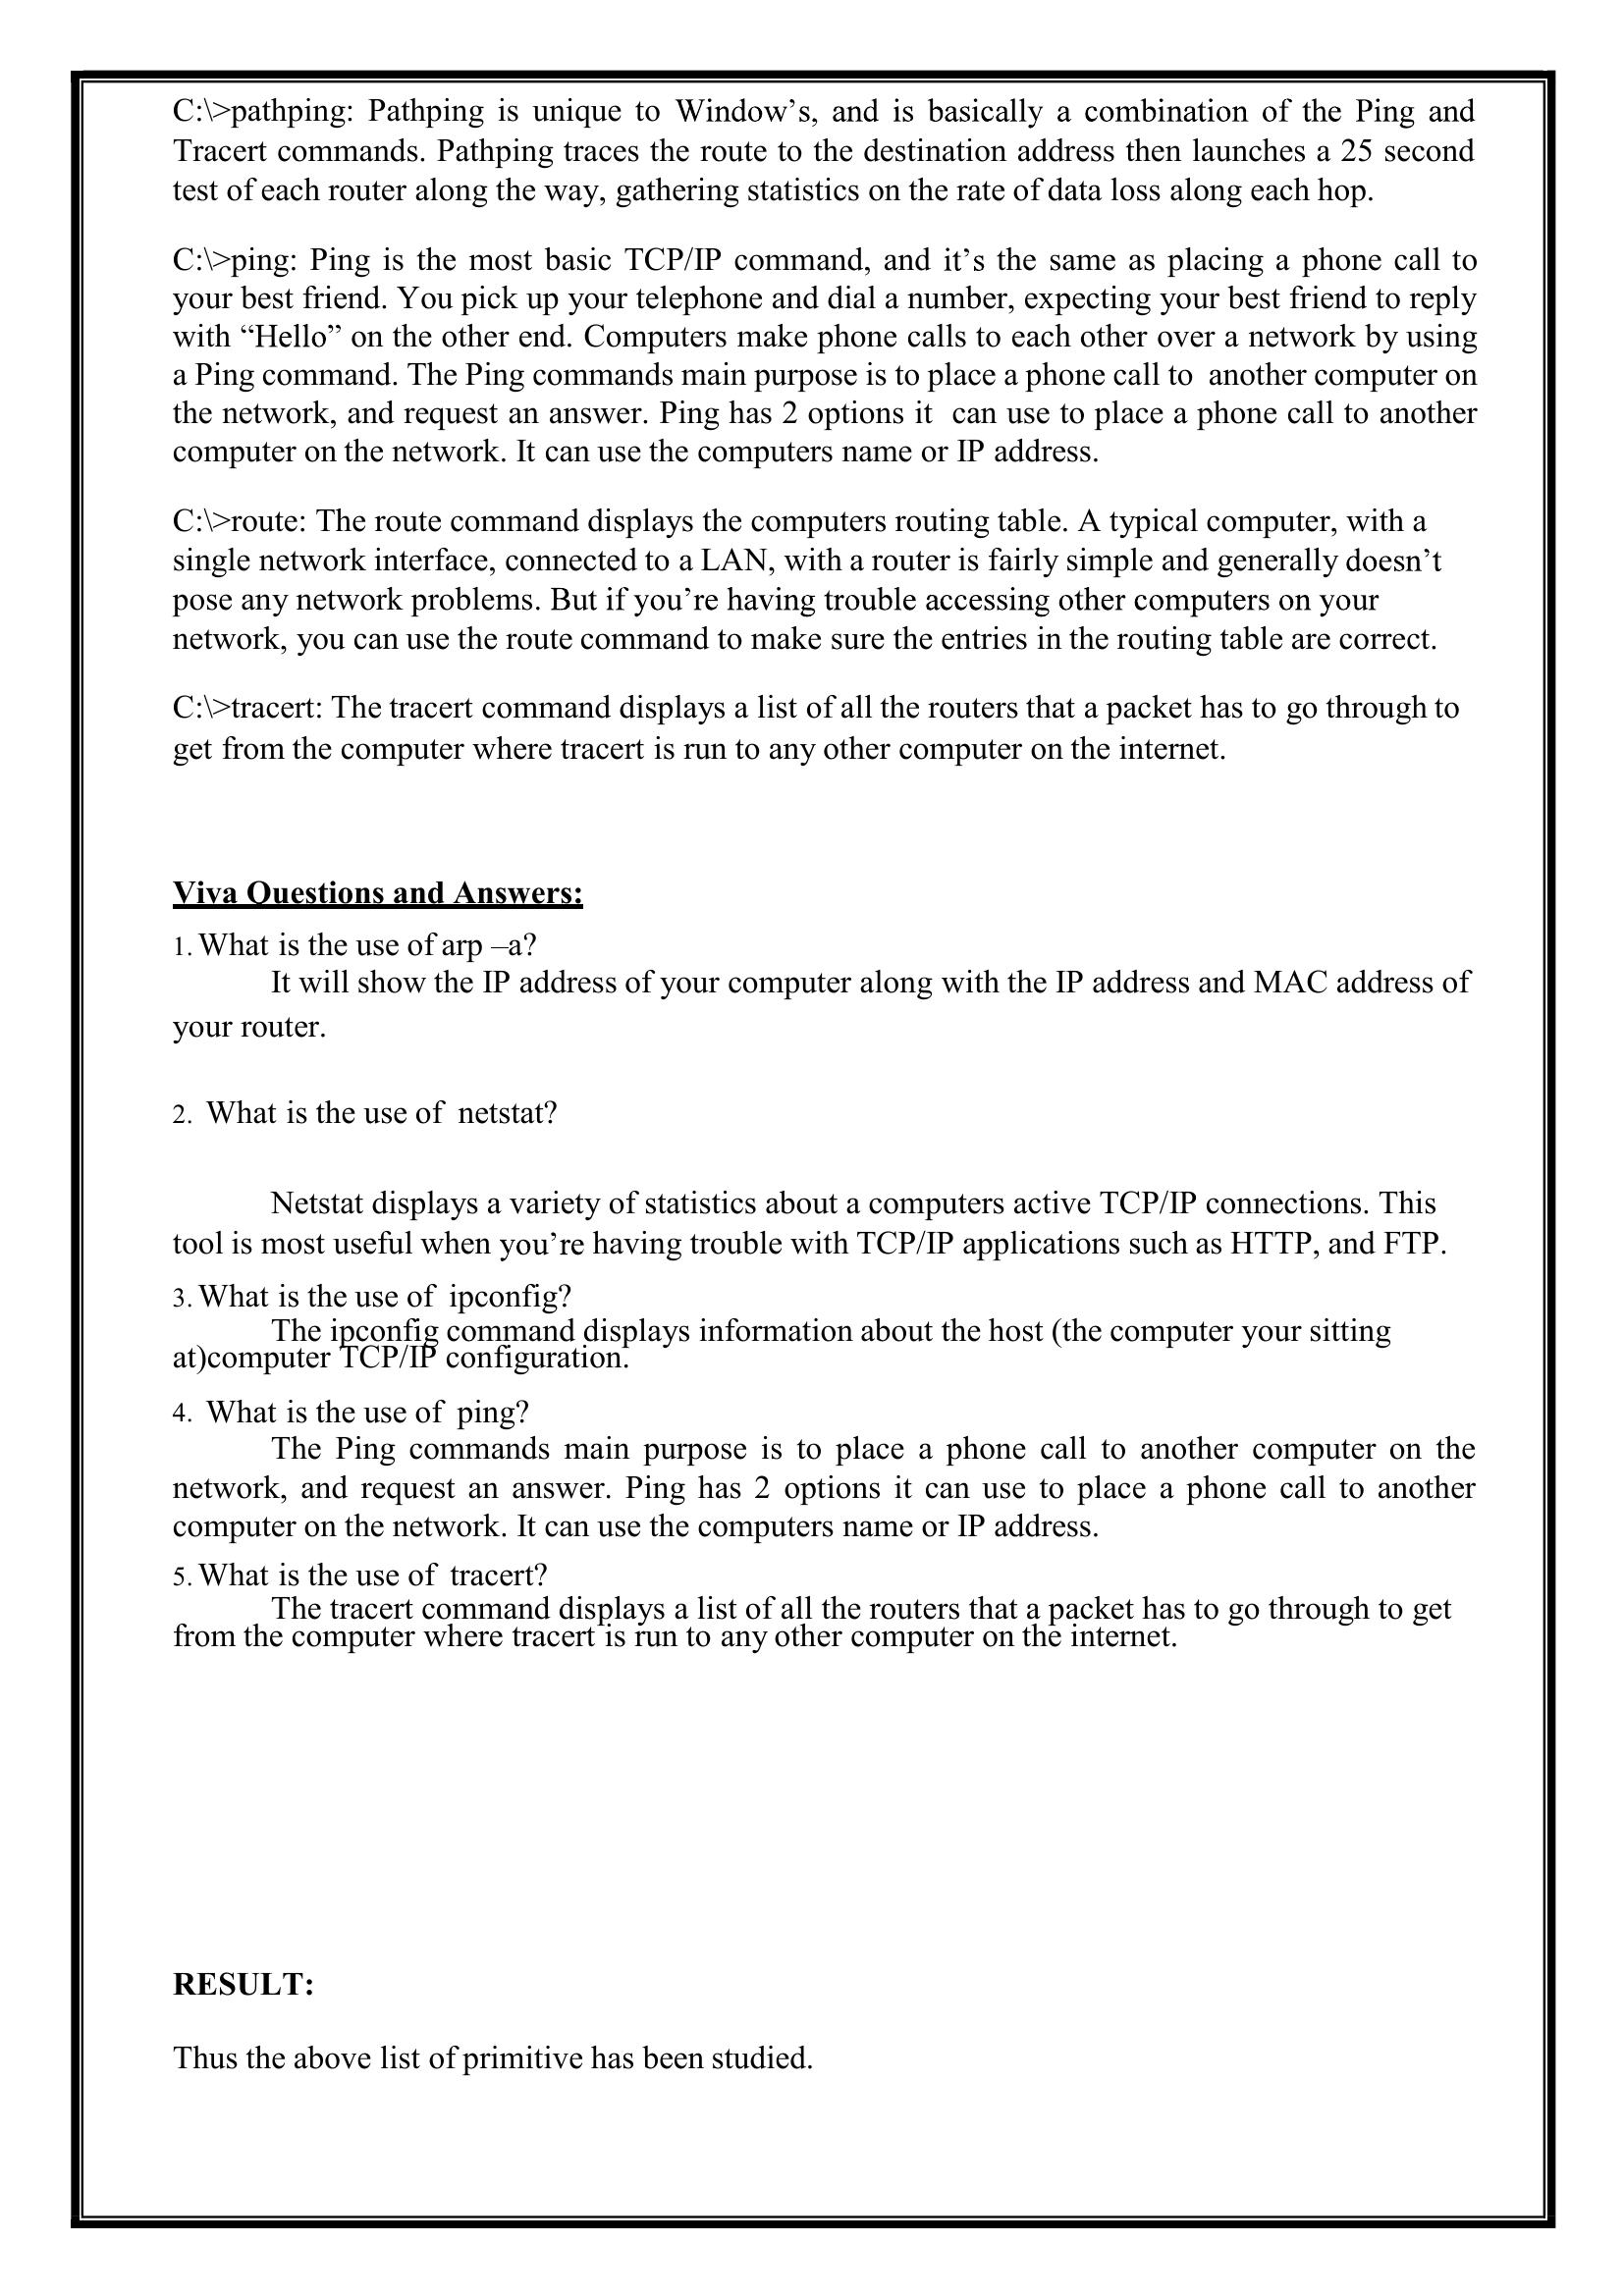 C:\>pathping: Pathping is unique to Window’s, and is basically a combination of the Ping and
Tracert commands. Pathping traces the route to the destination address then launches a 25 second
test of each router along the way, gathering statistics on the rate of data loss along each hop.
C:\>ping: Ping is the most basic TCP/IP command, and it’s the same as placing a phone call to
your best friend. You pick up your telephone and dial a number, expecting your best friend to reply
with “Hello” on the other end. Computers make phone calls to each other over a network by using
a Ping command. The Ping commands main purpose is to place a phone call to another computer on
the network, and request an answer. Ping has 2 options it can use to place a phone call to another
computer on the network. It can use the computers name or IP address.
C:\>route: The route command displays the computers routing table. A typical computer, with a
single network interface, connected to a LAN, with a router is fairly simple and generally doesn’t
pose any network problems. But if you’re having trouble accessing other computers on your
network, you can use the route command to make sure the entries in the routing table are correct.
C:\>tracert: The tracert command displays a list of all the routers that a packet has to go through to
get from the computer where tracert is run to any other computer on the internet.
Viva Questions and Answers:
1. What is the use of arp –a?
It will show the IP address of your computer along with the IP address and MAC address of
your router.
2. What is the use of netstat?
Netstat displays a variety of statistics about a computers active TCP/IP connections. This
tool is most useful when you’re having trouble with TCP/IP applications such as HTTP, and FTP.
3. What is the use of ipconfig?
The ipconfig command displays information about the host (the computer your sitting
at)computer TCP/IP configuration.
4. What is the use of ping?
The Ping commands main purpose is to place a phone call to another computer on the
network, and request an answer. Ping has 2 options it can use to place a phone call to another
computer on the network. It can use the computers name or IP address.
5. What is the use of tracert?
The tracert command displays a list of all the routers that a packet has to go through to get
from the computer where tracert is run to any other computer on the internet.
RESULT:
Thus the above list of primitive has been studied.